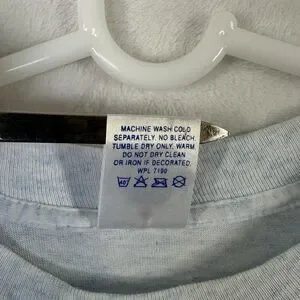 MACHINE WASH COLD
SEPARATELY. NO BLEACH.
TUMBLE DRY ONLY, WARM.
DO NOT DRY CLEAN
OR IRON IF DECORATED.
WPL 7190
40